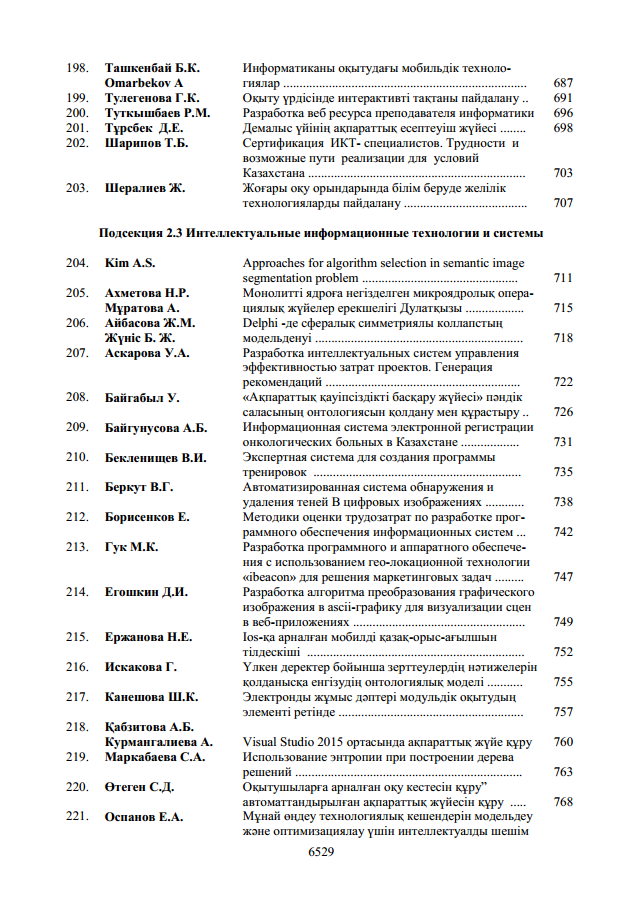 198. Ташкенбай Б.К. Информатиканы оқытудағы мобильдік техноло-
Omarbekov A гиялар .......................................................................... 687
199. Тулегенова Г.К. Оқыту үрдісінде интерактивті тақтаны пайдалану .. 691
200. Туткышбаев Р.М. Разработка веб ресурса преподавателя информатики 696
201. Тұрсбек Д.Е. Демалыс үйінің ақпараттық есептеуіш жүйесі ........ 698
202. Шарипов Т.Б. Сертификация ИКТ- специалистов. Трудности и
возможные пути реализации для условий
Казахстана .................................................................. 703
203. Шералиев Ж. Жоғары оқу орындарында білім беруде желілік
технологияларды пайдалану ..................................... 707
Подсекция 2.3 Интеллектуальные информационные технологии и системы
204. Kim A.S. Approaches for algorithm selection in semantic image
segmentation problem ............................................... 711
205. Ахметова Н.Р. Монолитті ядроға негізделген микроядролық опера-
Мұратова А. циялық жүйелер ерекшелігі Дулатқызы .................. 715
206. Айбасова Ж.М. Delphi -де сфералық симметриялы коллапстың
Жүніс Б. Ж. модельденуі ............................................................... 718
207. Аскарова У.А. Разработка интеллектуальных систем управления
эффективностью затрат проектов. Генерация
рекомендаций ........................................................... 722
208. Байгабыл У. «Ақпараттық қауіпсіздікті басқару жүйесі» пәндік
саласының онтологиясын қолдану мен құрастыру .. 726
209. Байгунусова А.Б. Информационная система электронной регистрации
онкологических больных в Казахстане .................. 731
210. Бекленищев В.И. Экспертная система для создания программы
тренировок ............................................................... 735
211. Беркут В.Г. Автоматизированная система обнаружения и
удаления теней В цифровых изображениях ............ 738
212. Борисенков Е. Методики оценки трудозатрат по разработке прог-
раммного обеспечения информационных систем ... 742
213. Гук М.К. Разработка программного и аппаратного обеспече-
ния с использованием гео-локационной технологии
«ibeacon» для решения маркетинговых задач ......... 747
214. Егошкин Д.И. Разработка алгоритма преобразования графического
изображения в ascii-графику для визуализации сцен
в веб-приложениях .................................................... 749
215. Ержанова Н.Е. Ios-қа арналған мобилді қазақ-орыс-ағылшын
тілдескіші .................................................................. 752
216. Искакова Г. Үлкен деректер бойынша зерттеулердің нәтижелерін
қолданысқа енгізудің онтологиялық моделі ........... 755
217. Канешова Ш.К. Электронды жұмыс дәптері модульдік оқытудың
элементі ретінде ........................................................ 757
218. Қабзитова А.Б.
Курмангалиева А. Visual Studio 2015 ортасында ақпараттық жүйе құру 760
219. Маркабаева С.А. Использование энтропии при построении дерева
решений ..................................................................... 763
220. Өтеген С.Д. Оқытушыларға арналған оқу кестесін құру”
автоматтандырылған ақпараттық жүйесін құру ..... 768
221. Оспанов Е.А. Мұнай өңдеу технологиялық кешендерін модельдеу
және оптимизациялау үшін интеллектуалды шешім
6529